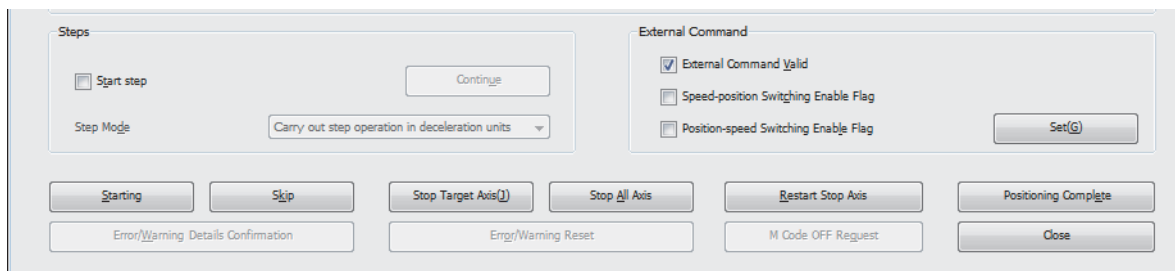 Steps
Start step
Continue
Step Mode
Carry out step operation in deceleration units
External Command
External Command Valid
Speed-position Switching Enable Flag
Position-speed Switching Enable Flag
Set(G)
Starting
Skip
Stop Target Axis(J)
Stop All Axis
Restart Stop Axis
Positioning Complete
Error/Warning Details Confirmation
Error/Warning Reset
M Code OFF Request
Close